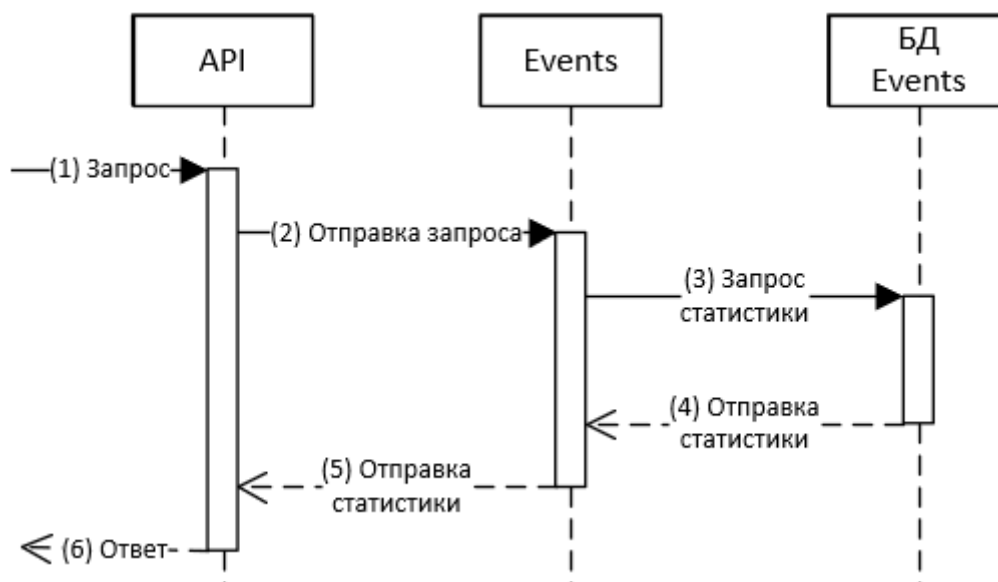 API
Events
БД
Events
(1) Запрос
(2) Отправка запроса
(3) Запрос
статистики
(4) Отправка
статистики
(5) Отправка
статистики
(6) Ответ